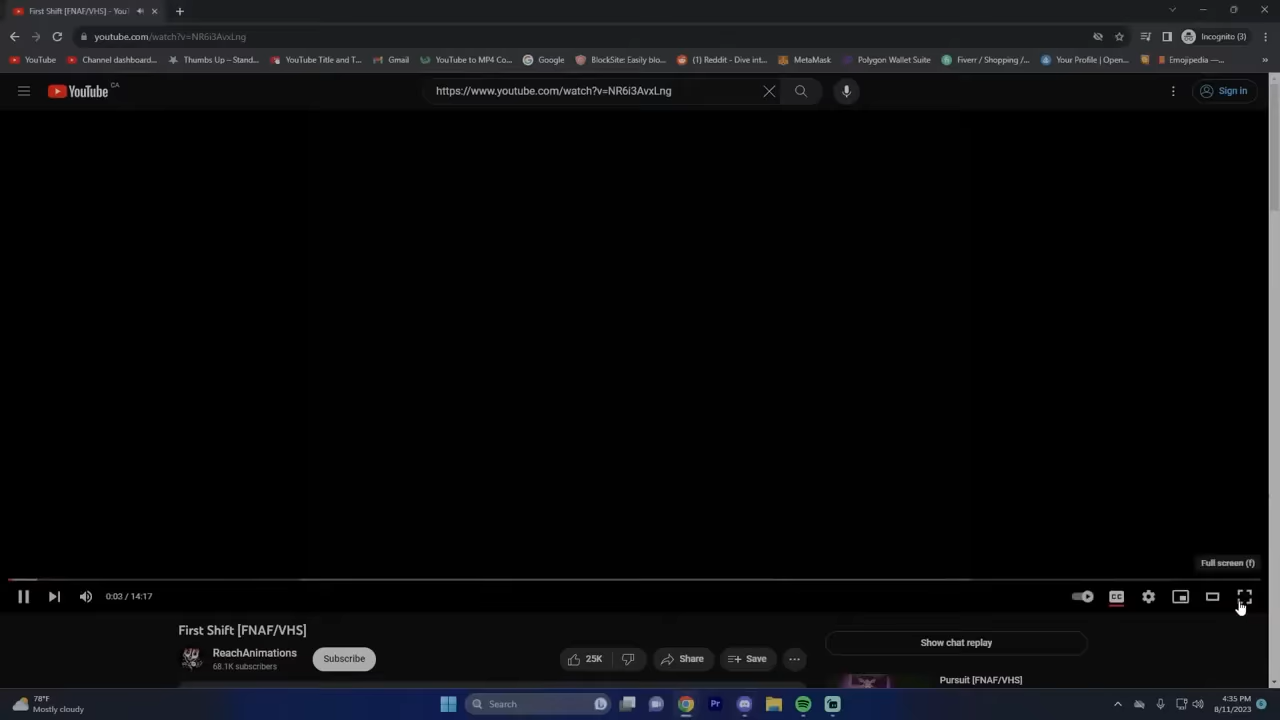 First Shift [FNAF/VHS] - You
youtube.com/watch?v=NR6i3AvxLng
Incognito (3)
YouTube
Channel dashboard...
Thumbs Up – Stand...
YouTube Title and T...
Gmail
YouTube to MP4 Co...
Google
BlockSite: Easily blo...
(1) Reddit - Dive int...
MetaMask
Polygon Wallet Suite
Fiverr / Shopping /...
Your Profile | Open...
Emojipedia —...
YouTube CA
https://www.youtube.com/watch?v=NR6i3AvxLng
Sign in
Full screen (f)
0:03 / 14:17
CC
First Shift [FNAF/VHS]
ReachAnimations
68.1K subscribers
Subscribe
25K
Share
Save
Show chat replay
Pursuit [FNAF/VHS]
78°F
Mostly cloudy
Search
Pr
4:35 PM
8/11/2023